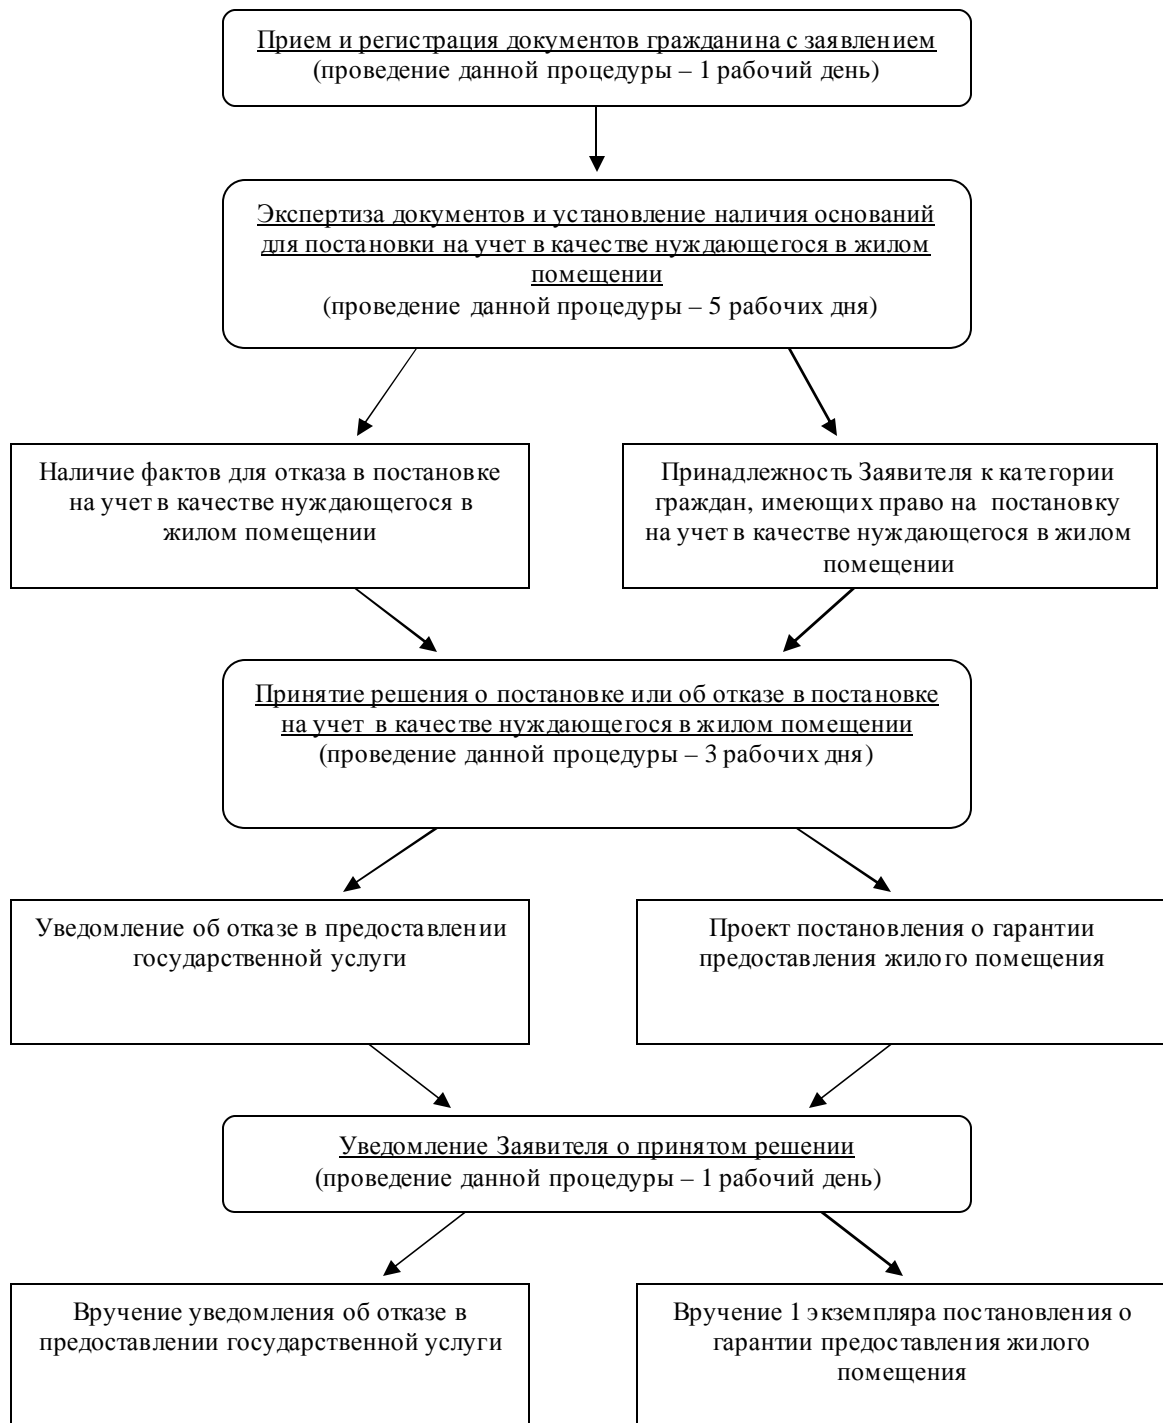 Прием и регистрация документов гражданина с заявлением
(проведение данной процедуры – 1 рабочий день)
Экспертиза документов и установление наличия оснований
для постановки на учет в качестве нуждающегося в жилом
помещении
(проведение данной процедуры – 5 рабочих дня)
Наличие фактов для отказа в постановке
на учет в качестве нуждающегося в
жилом помещении
Принадлежность Заявителя к категории
граждан, имеющих право на постановку
на учет в качестве нуждающегося в жилом
помещении
Принятие решения о постановке или об отказе в постановке
на учет в качестве нуждающегося в жилом помещении
(проведение данной процедуры – 3 рабочих дня)
Уведомление об отказе в предоставлении
государственной услуги
Проект постановления о гарантии
предоставления жилого помещения
Уведомление Заявителя о принятом решении
(проведение данной процедуры – 1 рабочий день)
Вручение уведомления об отказе в
предоставлении государственной услуги
Вручение 1 экземпляра постановления о
гарантии предоставления жилого
помещения